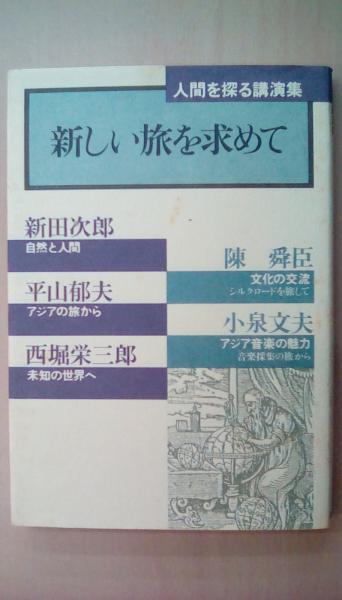 人間を探る講演集
新しい旅を求めて
新田次郎
自然と人間
平山郁夫
アジアの旅から
西堀栄三郎
未知の世界へ
陳 舜臣
文化の交流
シルクロードを旅して
小泉文夫
アジア音楽の魅力
音楽採集の旅から